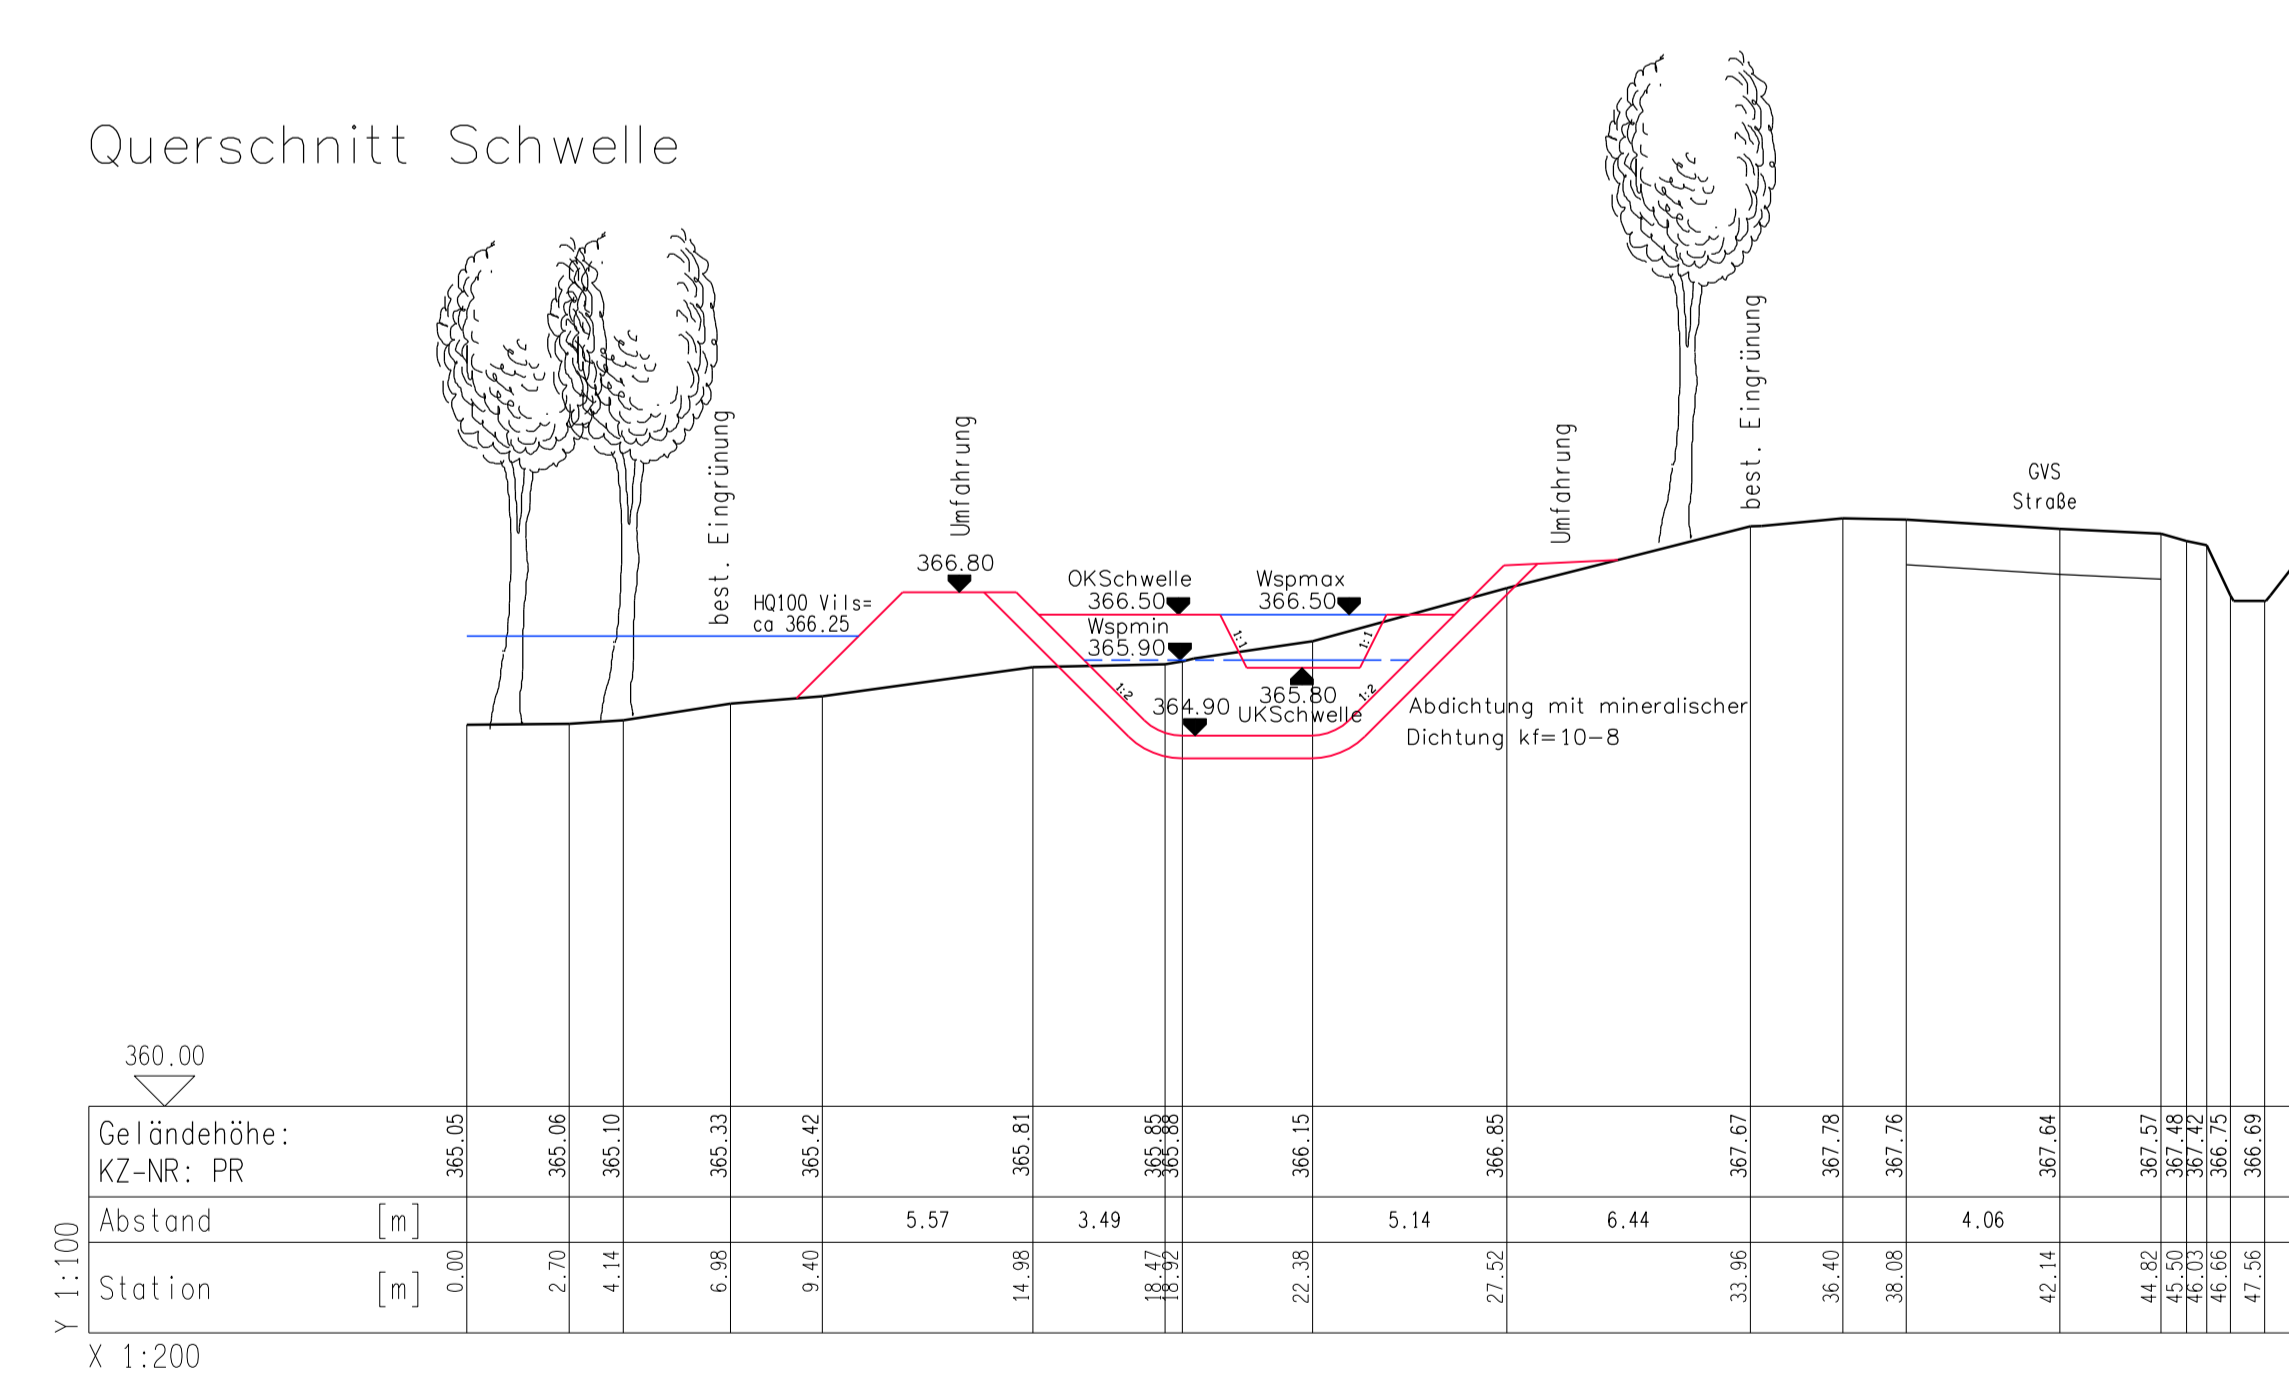 Querschnitt Schwelle
best. Eingrünung
HQ100 Vils=
ca 366.25
Umfahrung
366.80
OKSchwelle
366.50
Wspmin
365.90
Wspmax
366.50
1:1
1:1
1:2
1:2
364.90
365.80
UKSchwelle
Abdichtung mit mineralischer
Dichtung kf=10-8
Umfahrung
best. Eingrünung
GVS
Straße
360.00
Geländehöhe:
KZ-NR: PR
365.05 365.06 365.10 365.33 365.42 365.81 365.85 365.88 366.15 366.85 367.67 367.78 367.76 367.64 367.57 367.48 367.42 366.75 366.69
Abstand [m] 5.57 3.49 5.14 6.44 4.06
Station [m] 0.00 2.70 4.14 6.98 9.40 14.98 18.47 18.92 22.38 27.52 33.96 36.40 38.08 42.14 44.82 45.50 46.03 46.66 47.56
Y 1:100
X 1:200